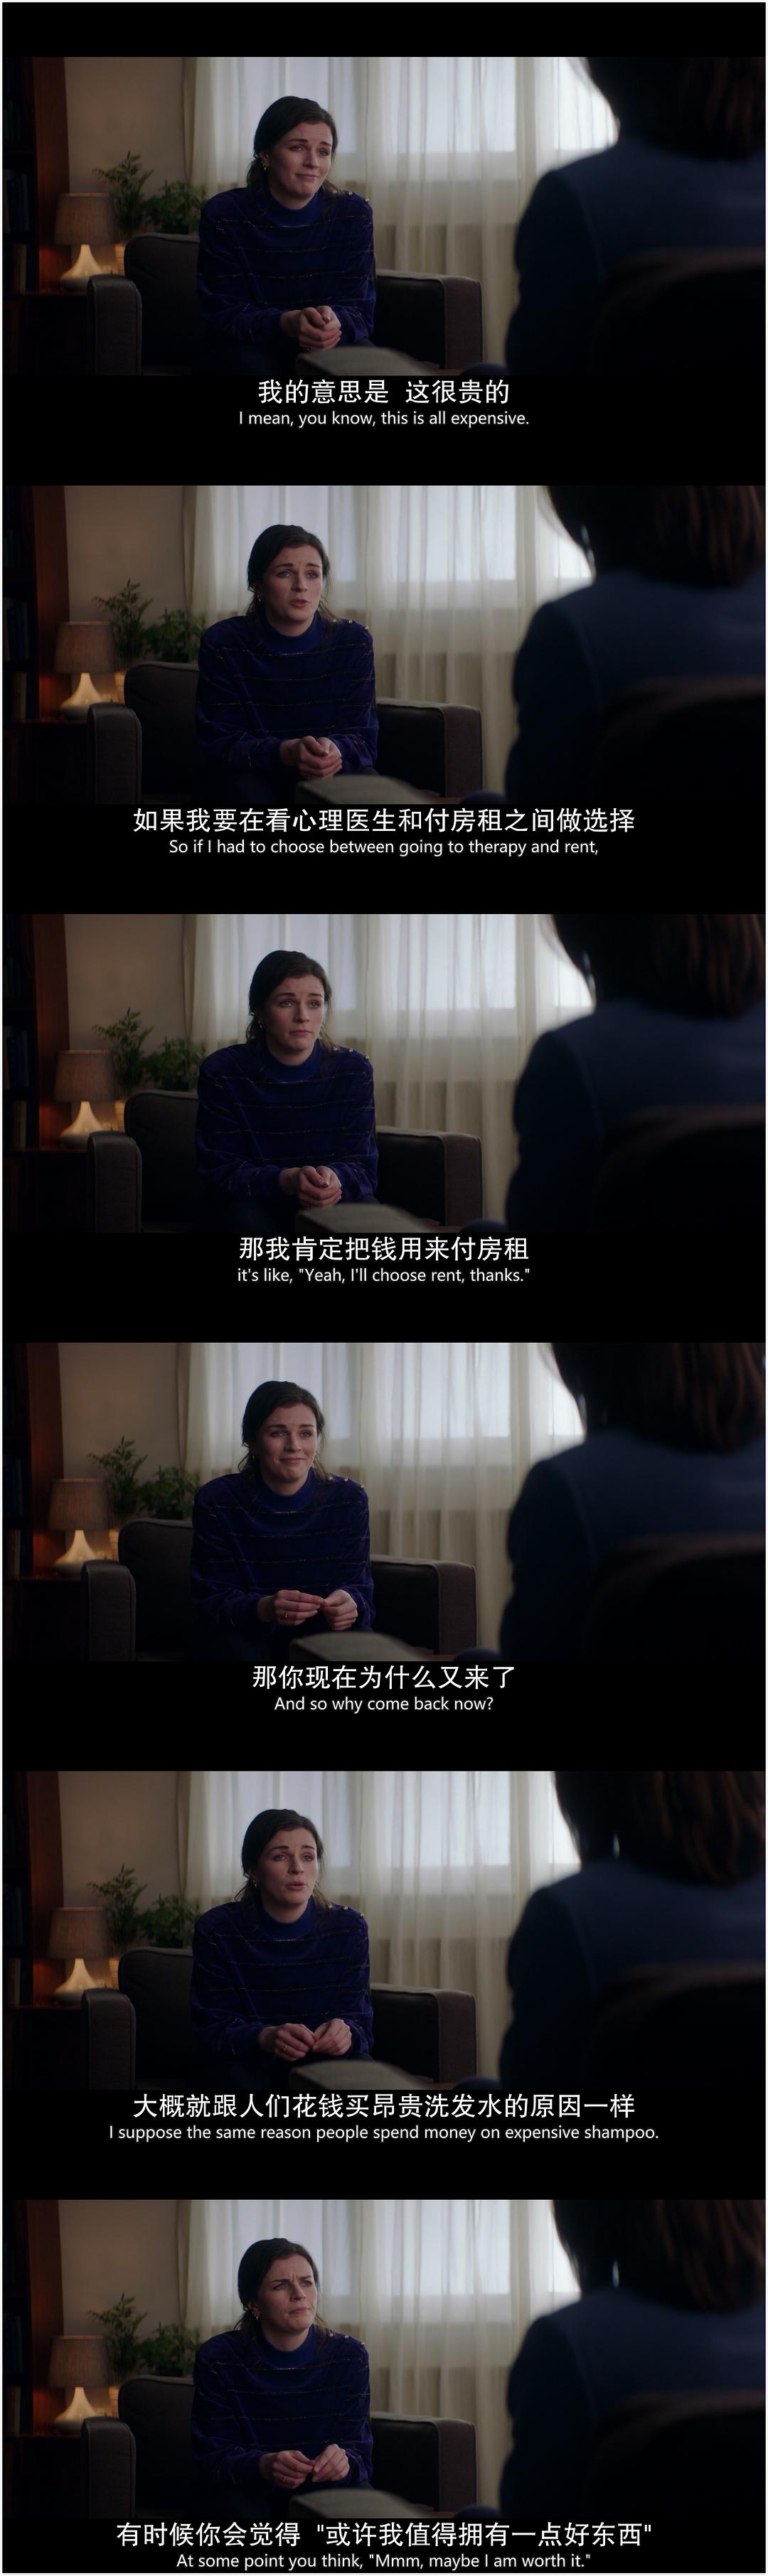 我的意思是 这很贵的
I mean, you know, this is all expensive.
如果我要在看心理医生和付房租之间做选择
So if I had to choose between going to therapy and rent,
那我肯定把钱用来付房租
it's like, "Yeah, I'll choose rent, thanks."
那你现在为什么又来了
And so why come back now?
大概就跟人们花钱买昂贵洗发水的原因一样
I suppose the same reason people spend money on expensive shampoo.
有时候你会觉得 "或许我值得拥有一点好东西"
At some point you think, "Mmm, maybe I am worth it."